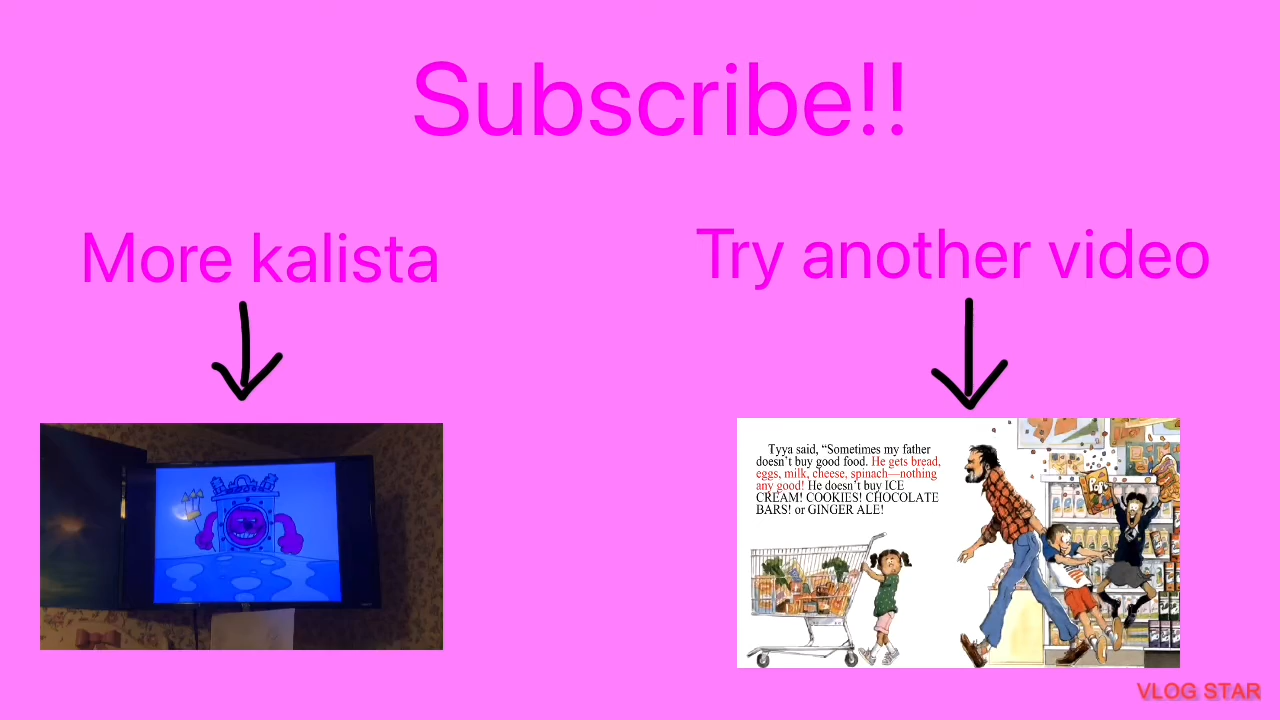 Subscribe!!
More kalista
Try another video
Tyya said, “Sometimes my father
doesn’t buy good food. He gets bread,
eggs, milk, cheese, spinach—nothing
any good! He doesn’t buy ICE
CREAM! COOKIES! CHOCOLATE
BARS! or GINGER ALE!
VLOG STAR